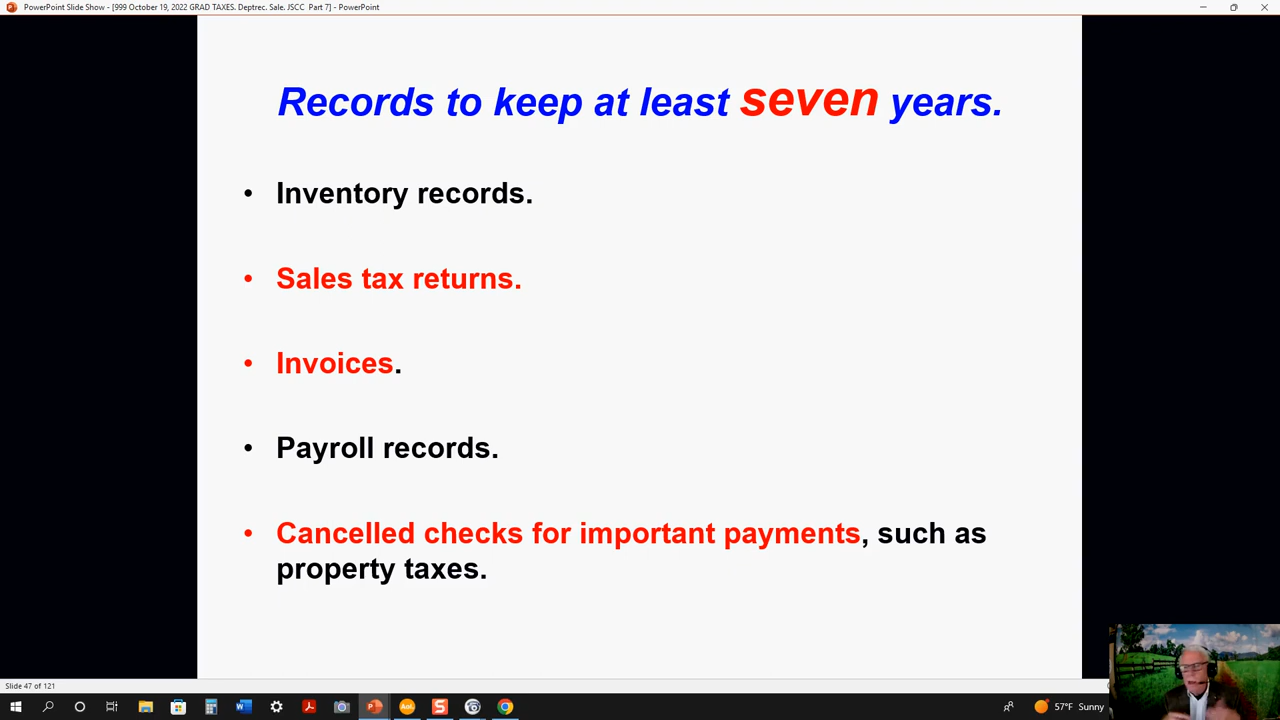 PowerPoint Slide Show - [999 October 19, 2022 GRAD TAXES. Deptrec. Sale. JSCC Part 7] - PowerPoint
Records to keep at least seven years.
• Inventory records.
• Sales tax returns.
• Invoices.
• Payroll records.
• Cancelled checks for important payments, such as
property taxes.
Slide 47 of 121
57°F Sunny